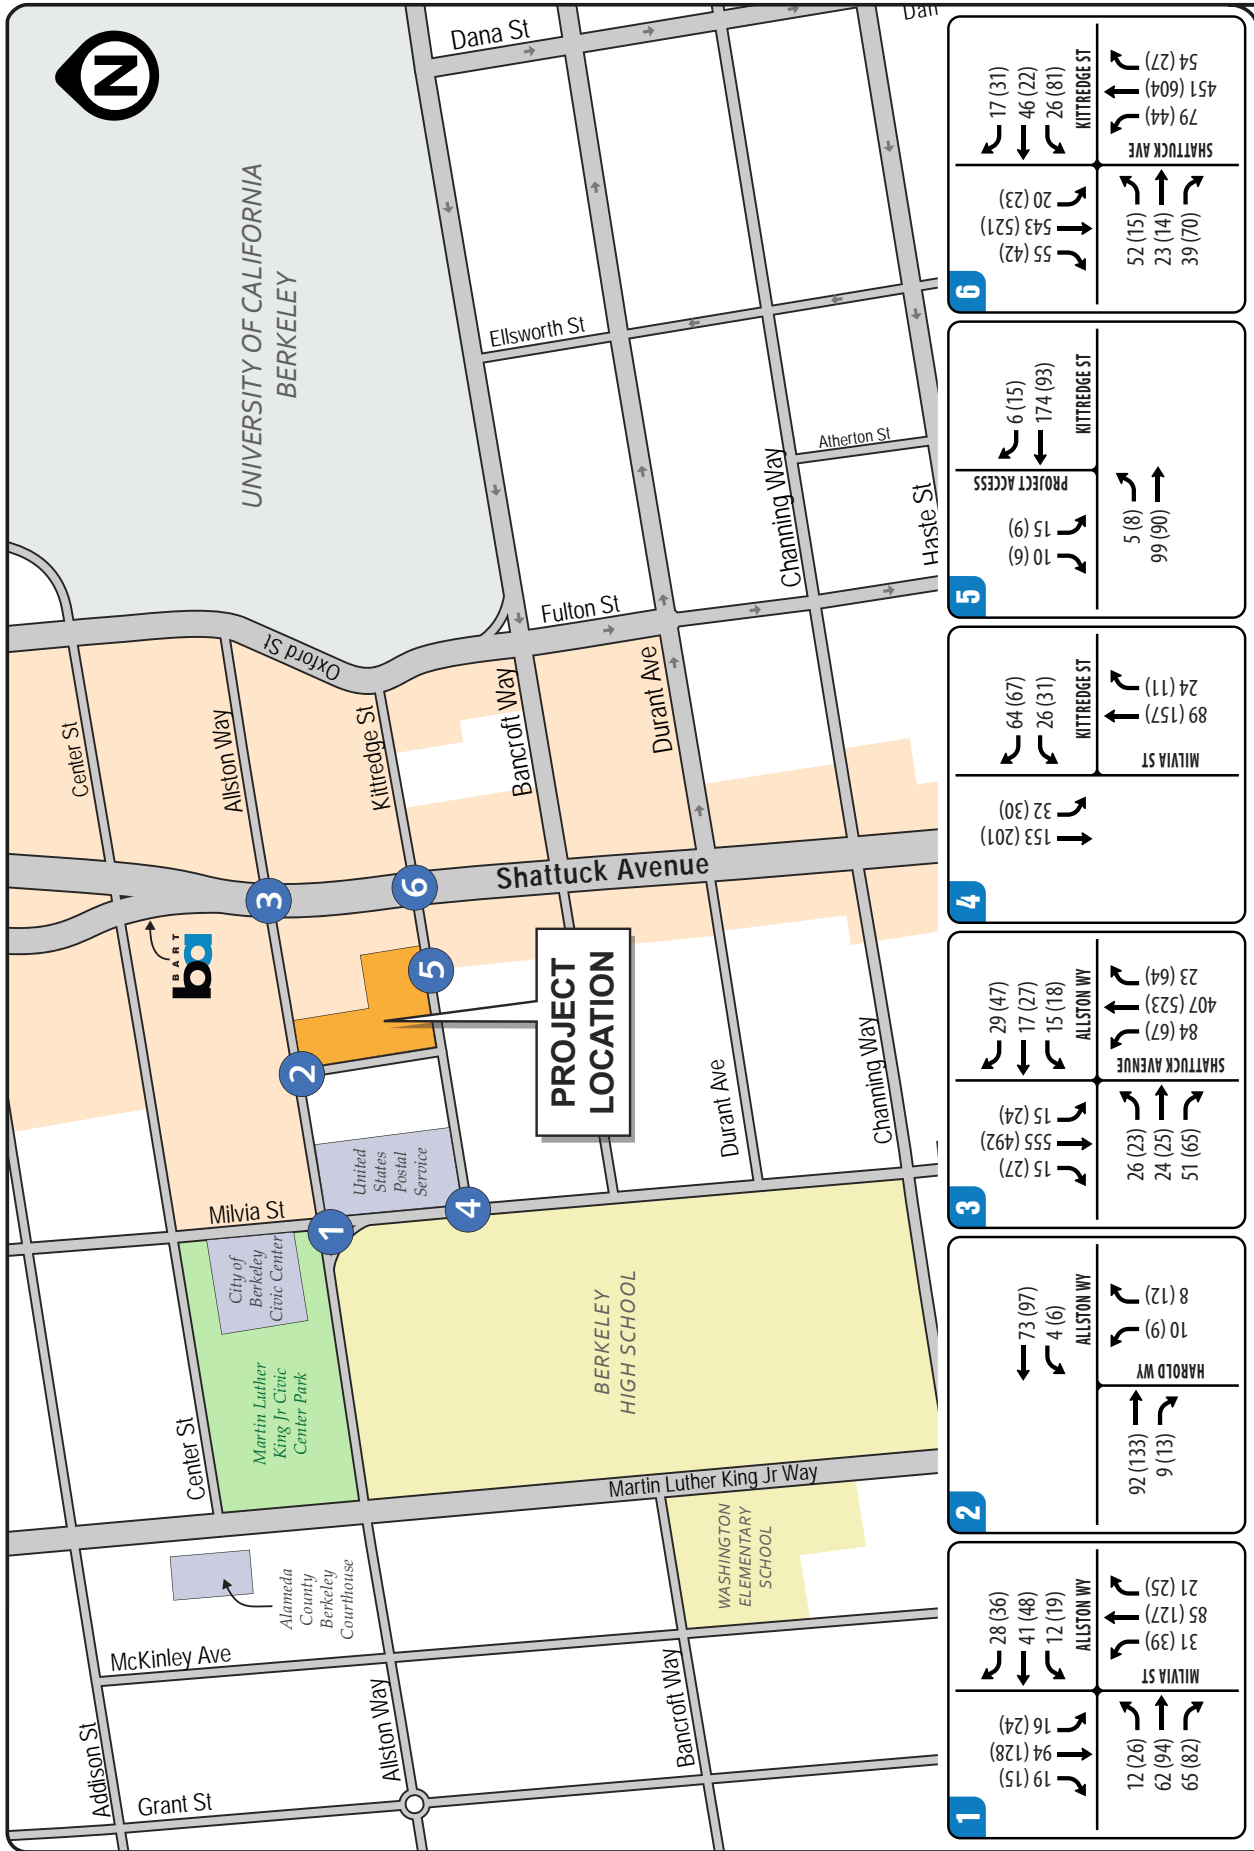 N
UNIVERSITY OF CALIFORNIA
BERKELEY
Dana St
Dan
Ellsworth St
Atherton St
Channing Way
Haste St
Fulton St
Oxford St
Center St
Allston Way
Kittredge St
Bancroft Way
Durant Ave
Shattuck Avenue
BART
ba
3
6
2
5
1
4
PROJECT
LOCATION
United
States
Postal
Service
Milvia St
Durant Ave
Channing Way
City of
Berkeley
Civic Center
Martin Luther
King Jr Civic
Center Park
BERKELEY
HIGH SCHOOL
Center St
Martin Luther King Jr Way
WASHINGTON
ELEMENTARY
SCHOOL
Alameda
County
Berkeley
Courthouse
McKinley Ave
Addison St
Allston Way
Bancroft Way
Grant St
1
19 (15)
94 (128)
16 (24)
28 (36)
41 (48)
12 (19)
ALLSTON WY
12 (26)
62 (94)
65 (82)
MILVIA ST
31 (39)
85 (127)
21 (25)
2
73 (97)
4 (6)
ALLSTON WY
92 (133)
9 (13)
HAROLD WY
10 (9)
8 (12)
3
15 (27)
555 (492)
15 (24)
29 (47)
17 (27)
15 (18)
ALLSTON WY
26 (23)
24 (25)
51 (65)
SHATTUCK AVENUE
84 (67)
407 (523)
23 (64)
4
153 (201)
32 (30)
64 (67)
26 (31)
KITTREDGE ST
MILVIA ST
89 (157)
24 (11)
5
10 (6)
15 (9)
PROJECT ACCESS
6 (15)
174 (93)
KITTREDGE ST
5 (8)
99 (90)
6
55 (42)
543 (521)
20 (23)
17 (31)
46 (22)
26 (81)
KITTREDGE ST
52 (15)
23 (14)
39 (70)
SHATTUCK AVE
79 (44)
451 (604)
54 (27)